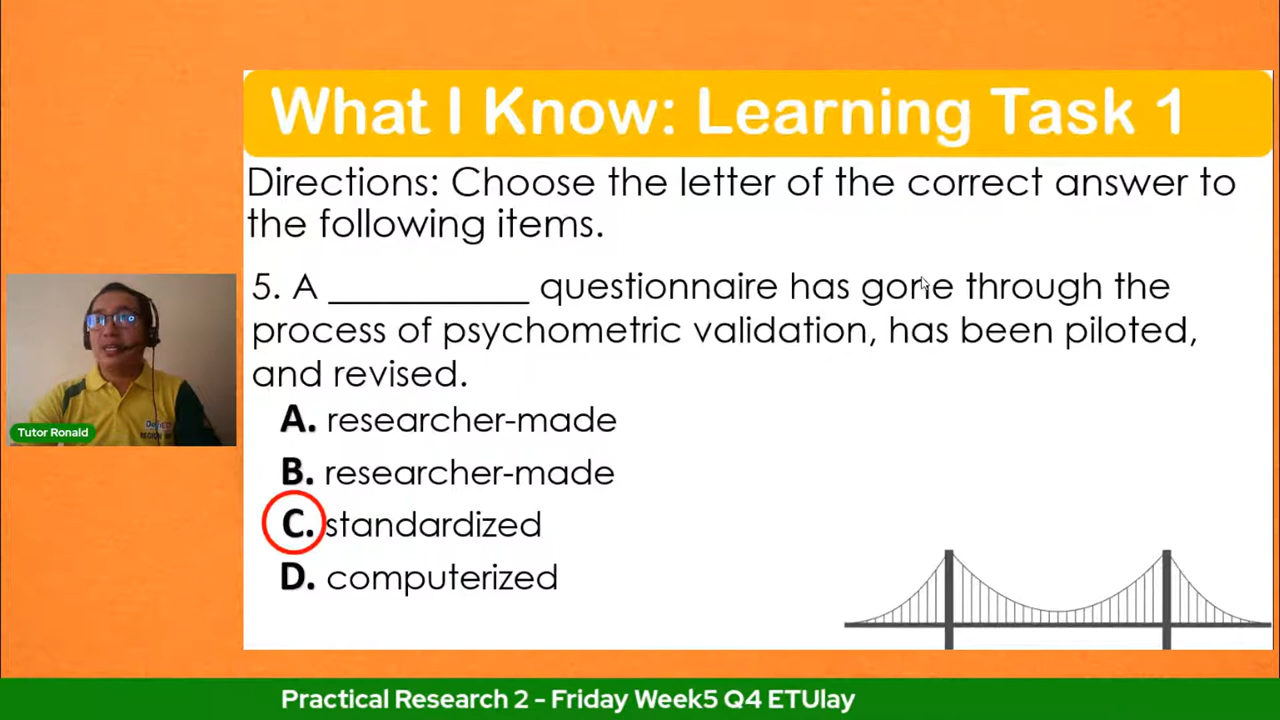 What I Know: Learning Task 1
Directions: Choose the letter of the correct answer to
the following items.
5. A ___________ questionnaire has gone through the
process of psychometric validation, has been piloted,
and revised.
A. researcher-made
B. researcher-made
C. standardized
D. computerized
Tutor Ronald
Practical Research 2 - Friday Week5 Q4 ETUlay